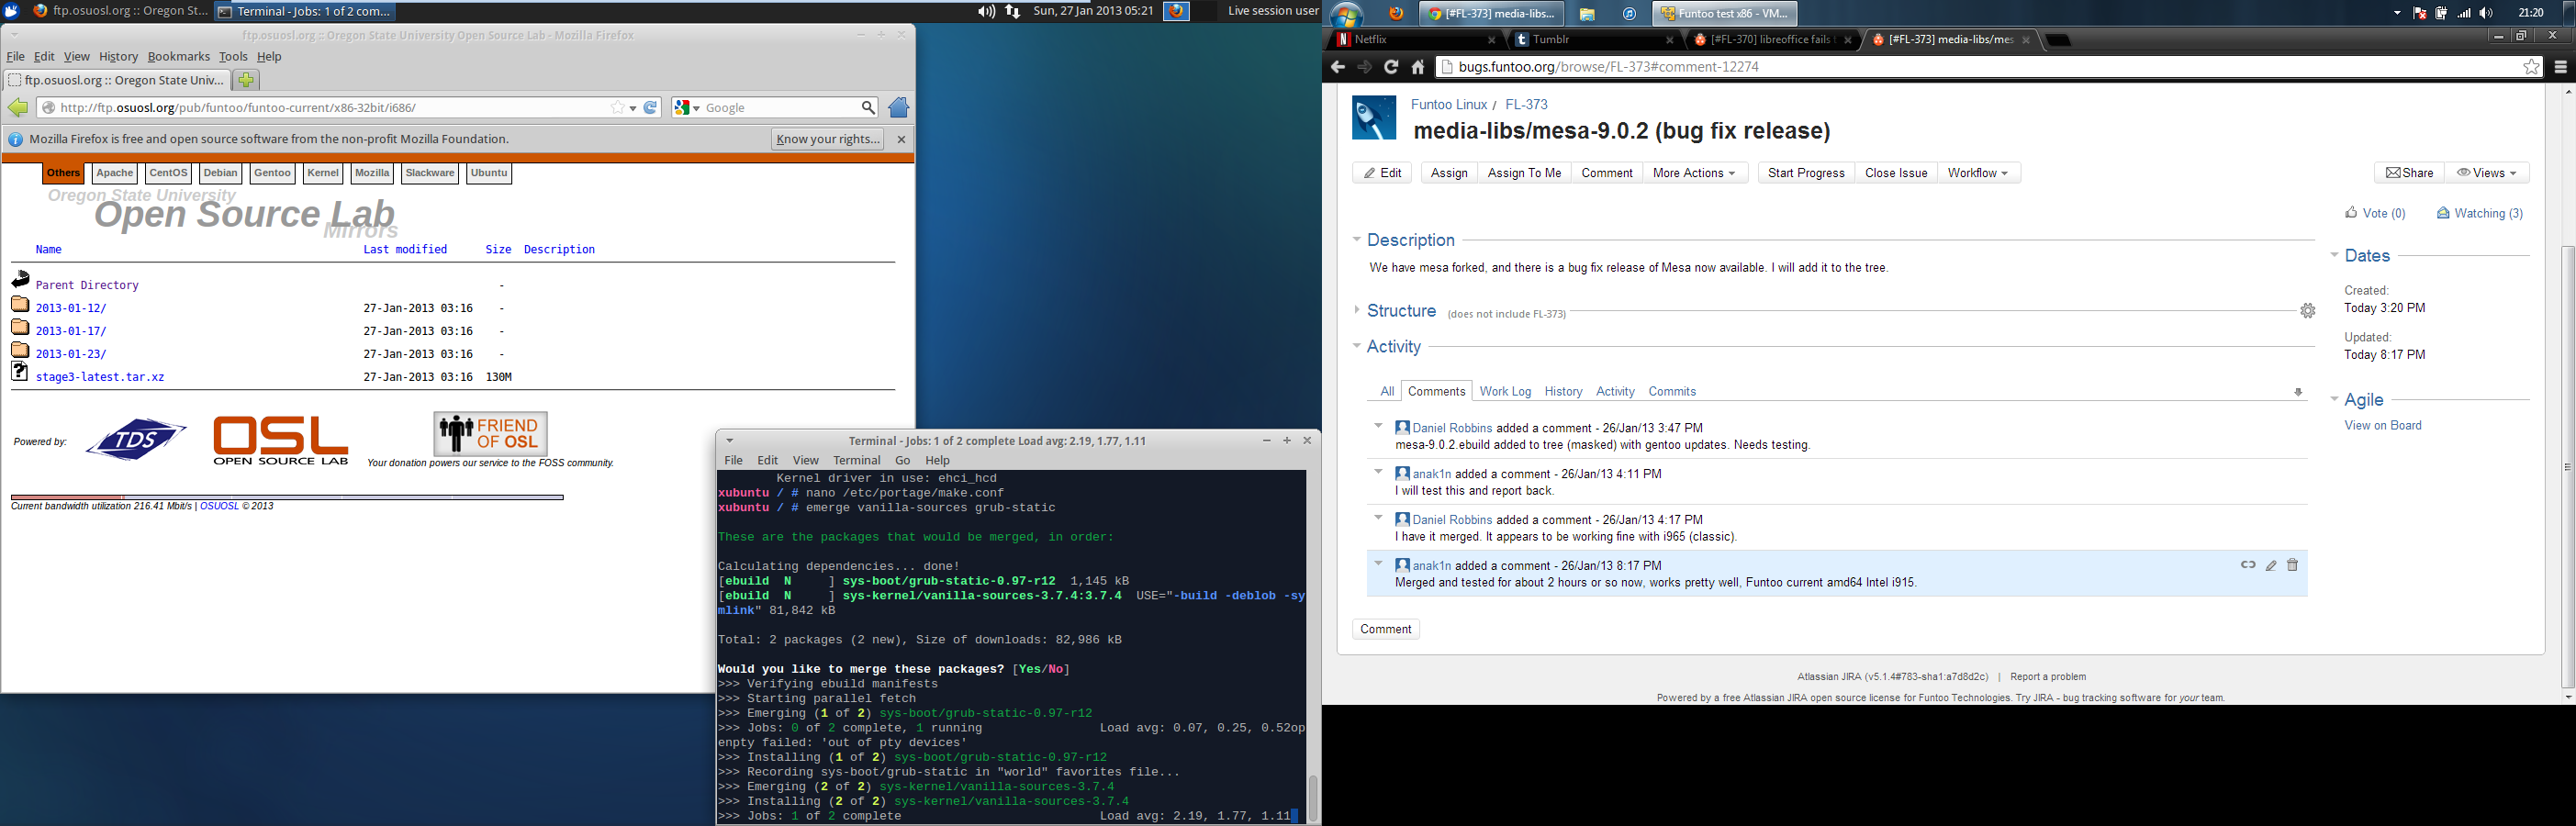 ftp.osuosl.org :: Oregon St...
Terminal - Jobs: 1 of 2 com...
Sun, 27 Jan 2013 05:21
Live session user
ftp.osuosl.org :: Oregon State University Open Source Lab - Mozilla Firefox
File Edit View History Bookmarks Tools Help
ftp.osuosl.org :: Oregon State Univ...
http://ftp.osuosl.org/pub/funtoo/funtoo-current/x86-32bit/i686/
Google
Mozilla Firefox is free and open source software from the non-profit Mozilla Foundation.
Know your rights...
Others Apache CentOS Debian Gentoo Kernel Mozilla Slackware Ubuntu
Oregon State University
Open Source Lab
Mirrors
Name Last modified Size Description
Parent Directory -
2013-01-12/ 27-Jan-2013 03:16 -
2013-01-17/ 27-Jan-2013 03:16 -
2013-01-23/ 27-Jan-2013 03:16 -
stage3-latest.tar.xz 27-Jan-2013 03:16 130M
Powered by:
TDS
OSL
OPEN SOURCE LAB
FRIEND
OF OSL
Your donation powers our service to the FOSS community.
Current bandwidth utilization 216.41 Mbit/s | OSUOSL © 2013
Terminal - Jobs: 1 of 2 complete Load avg: 2.19, 1.77, 1.11
File Edit View Terminal Go Help
Kernel driver in use: ehci_hcd
xubuntu / # nano /etc/portage/make.conf
xubuntu / # emerge vanilla-sources grub-static
These are the packages that would be merged, in order:
Calculating dependencies... done!
[ebuild  N     ] sys-boot/grub-static-0.97-r12  1,145 kB
[ebuild  N     ] sys-kernel/vanilla-sources-3.7.4:3.7.4  USE="-build -deblob -sy
mlink" 81,842 kB
Total: 2 packages (2 new), Size of downloads: 82,986 kB
Would you like to merge these packages? [Yes/No]
>>> Verifying ebuild manifests
>>> Starting parallel fetch
>>> Emerging (1 of 2) sys-boot/grub-static-0.97-r12
>>> Jobs: 0 of 2 complete, 1 running Load avg: 0.07, 0.25, 0.52op
enpty failed: 'out of pty devices'
>>> Installing (1 of 2) sys-boot/grub-static-0.97-r12
>>> Recording sys-boot/grub-static in "world" favorites file...
>>> Emerging (2 of 2) sys-kernel/vanilla-sources-3.7.4
>>> Installing (2 of 2) sys-kernel/vanilla-sources-3.7.4
>>> Jobs: 1 of 2 complete Load avg: 2.19, 1.77, 1.11
[#FL-373] media-libs...
Funtoo test x86 - VM...
21:20
Netflix
Tumblr
[#FL-370] libreoffice fails
[#FL-373] media-libs/mes
bugs.funtoo.org/browse/FL-373#comment-12274
Funtoo Linux / FL-373
media-libs/mesa-9.0.2 (bug fix release)
Edit Assign Assign To Me Comment More Actions Start Progress Close Issue Workflow Share Views
Vote (0) Watching (3)
Description
We have mesa forked, and there is a bug fix release of Mesa now available. I will add it to the tree.
Structure (does not include FL-373)
Activity
All Comments Work Log History Activity Commits
Daniel Robbins added a comment - 26/Jan/13 3:47 PM
mesa-9.0.2.ebuild added to tree (masked) with gentoo updates. Needs testing.
anak1n added a comment - 26/Jan/13 4:11 PM
I will test this and report back.
Daniel Robbins added a comment - 26/Jan/13 4:17 PM
I have it merged. It appears to be working fine with i965 (classic).
anak1n added a comment - 26/Jan/13 8:17 PM
Merged and tested for about 2 hours or so now, works pretty well, Funtoo current amd64 Intel i915.
Comment
Dates
Created:
Today 3:20 PM
Updated:
Today 8:17 PM
Agile
View on Board
Atlassian JIRA (v5.1.4#783-sha1:a7d8d2c) | Report a problem
Powered by a free Atlassian JIRA open source license for Funtoo Technologies. Try JIRA - bug tracking software for your team.